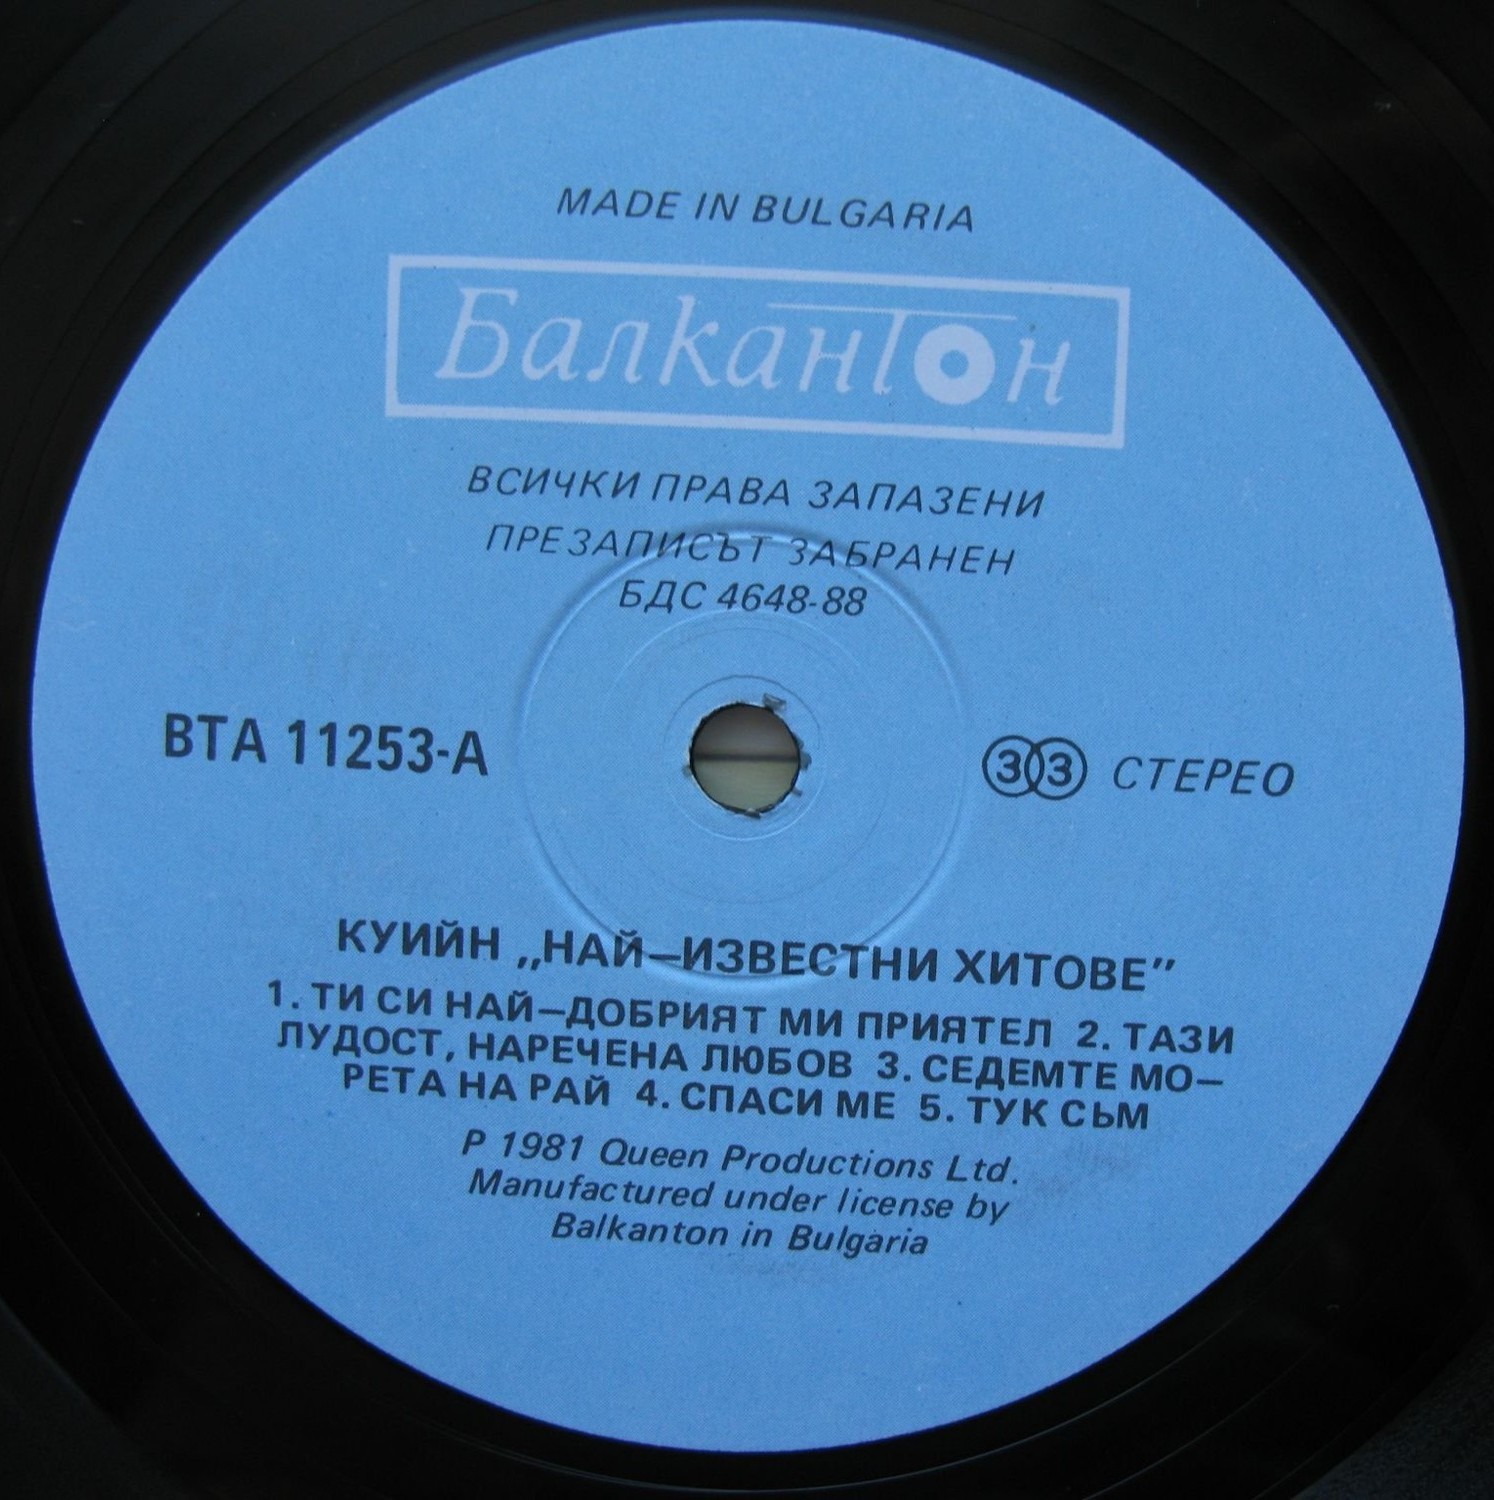 MADE IN BULGARIA
Балкантон
ВСИЧКИ ПРАВА ЗАПАЗЕНИ
ПРЕЗАПИСЪТ ЗАБРАНЕН
БДС 4648-88
ВТА 11253-А
33 СТЕРЕО
КУИЙН „НАЙ–ИЗВЕСТНИ ХИТОВЕ”
1. ТИ СИ НАЙ–ДОБРИЯТ МИ ПРИЯТЕЛ 2. ТАЗИ
ЛУДОСТ, НАРЕЧЕНА ЛЮБОВ 3. СЕДЕМТЕ МО–
РЕТА НА РАЙ 4. СПАСИ МЕ 5. ТУК СЬМ
P 1981 Queen Productions Ltd.
Manufactured under license by
Balkanton in Bulgaria